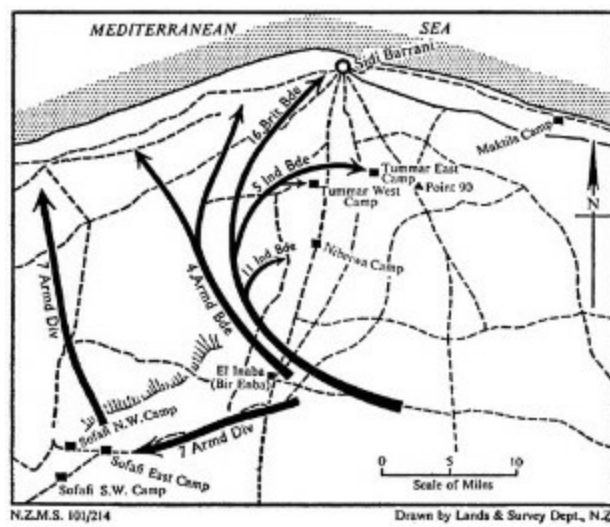 MEDITERRANEAN SEA
Sidi Barrani
16 Brit Bde
Maktila Camp
5 Ind Bde
Tummar East
Camp
Point 90
Tummar West
Camp
N
11 Ind Bde
Nibeiwa Camp
7 Armd Div
4 Armd Bde
El Inaba
(Bir Enba)
Sofafi N.W. Camp
7 Armd Div
Sofafi East Camp
Sofafi S.W. Camp
0 5 10
Scale of Miles
N.Z.M.S. 101/214
Drawn by Lands & Survey Dept., N.Z